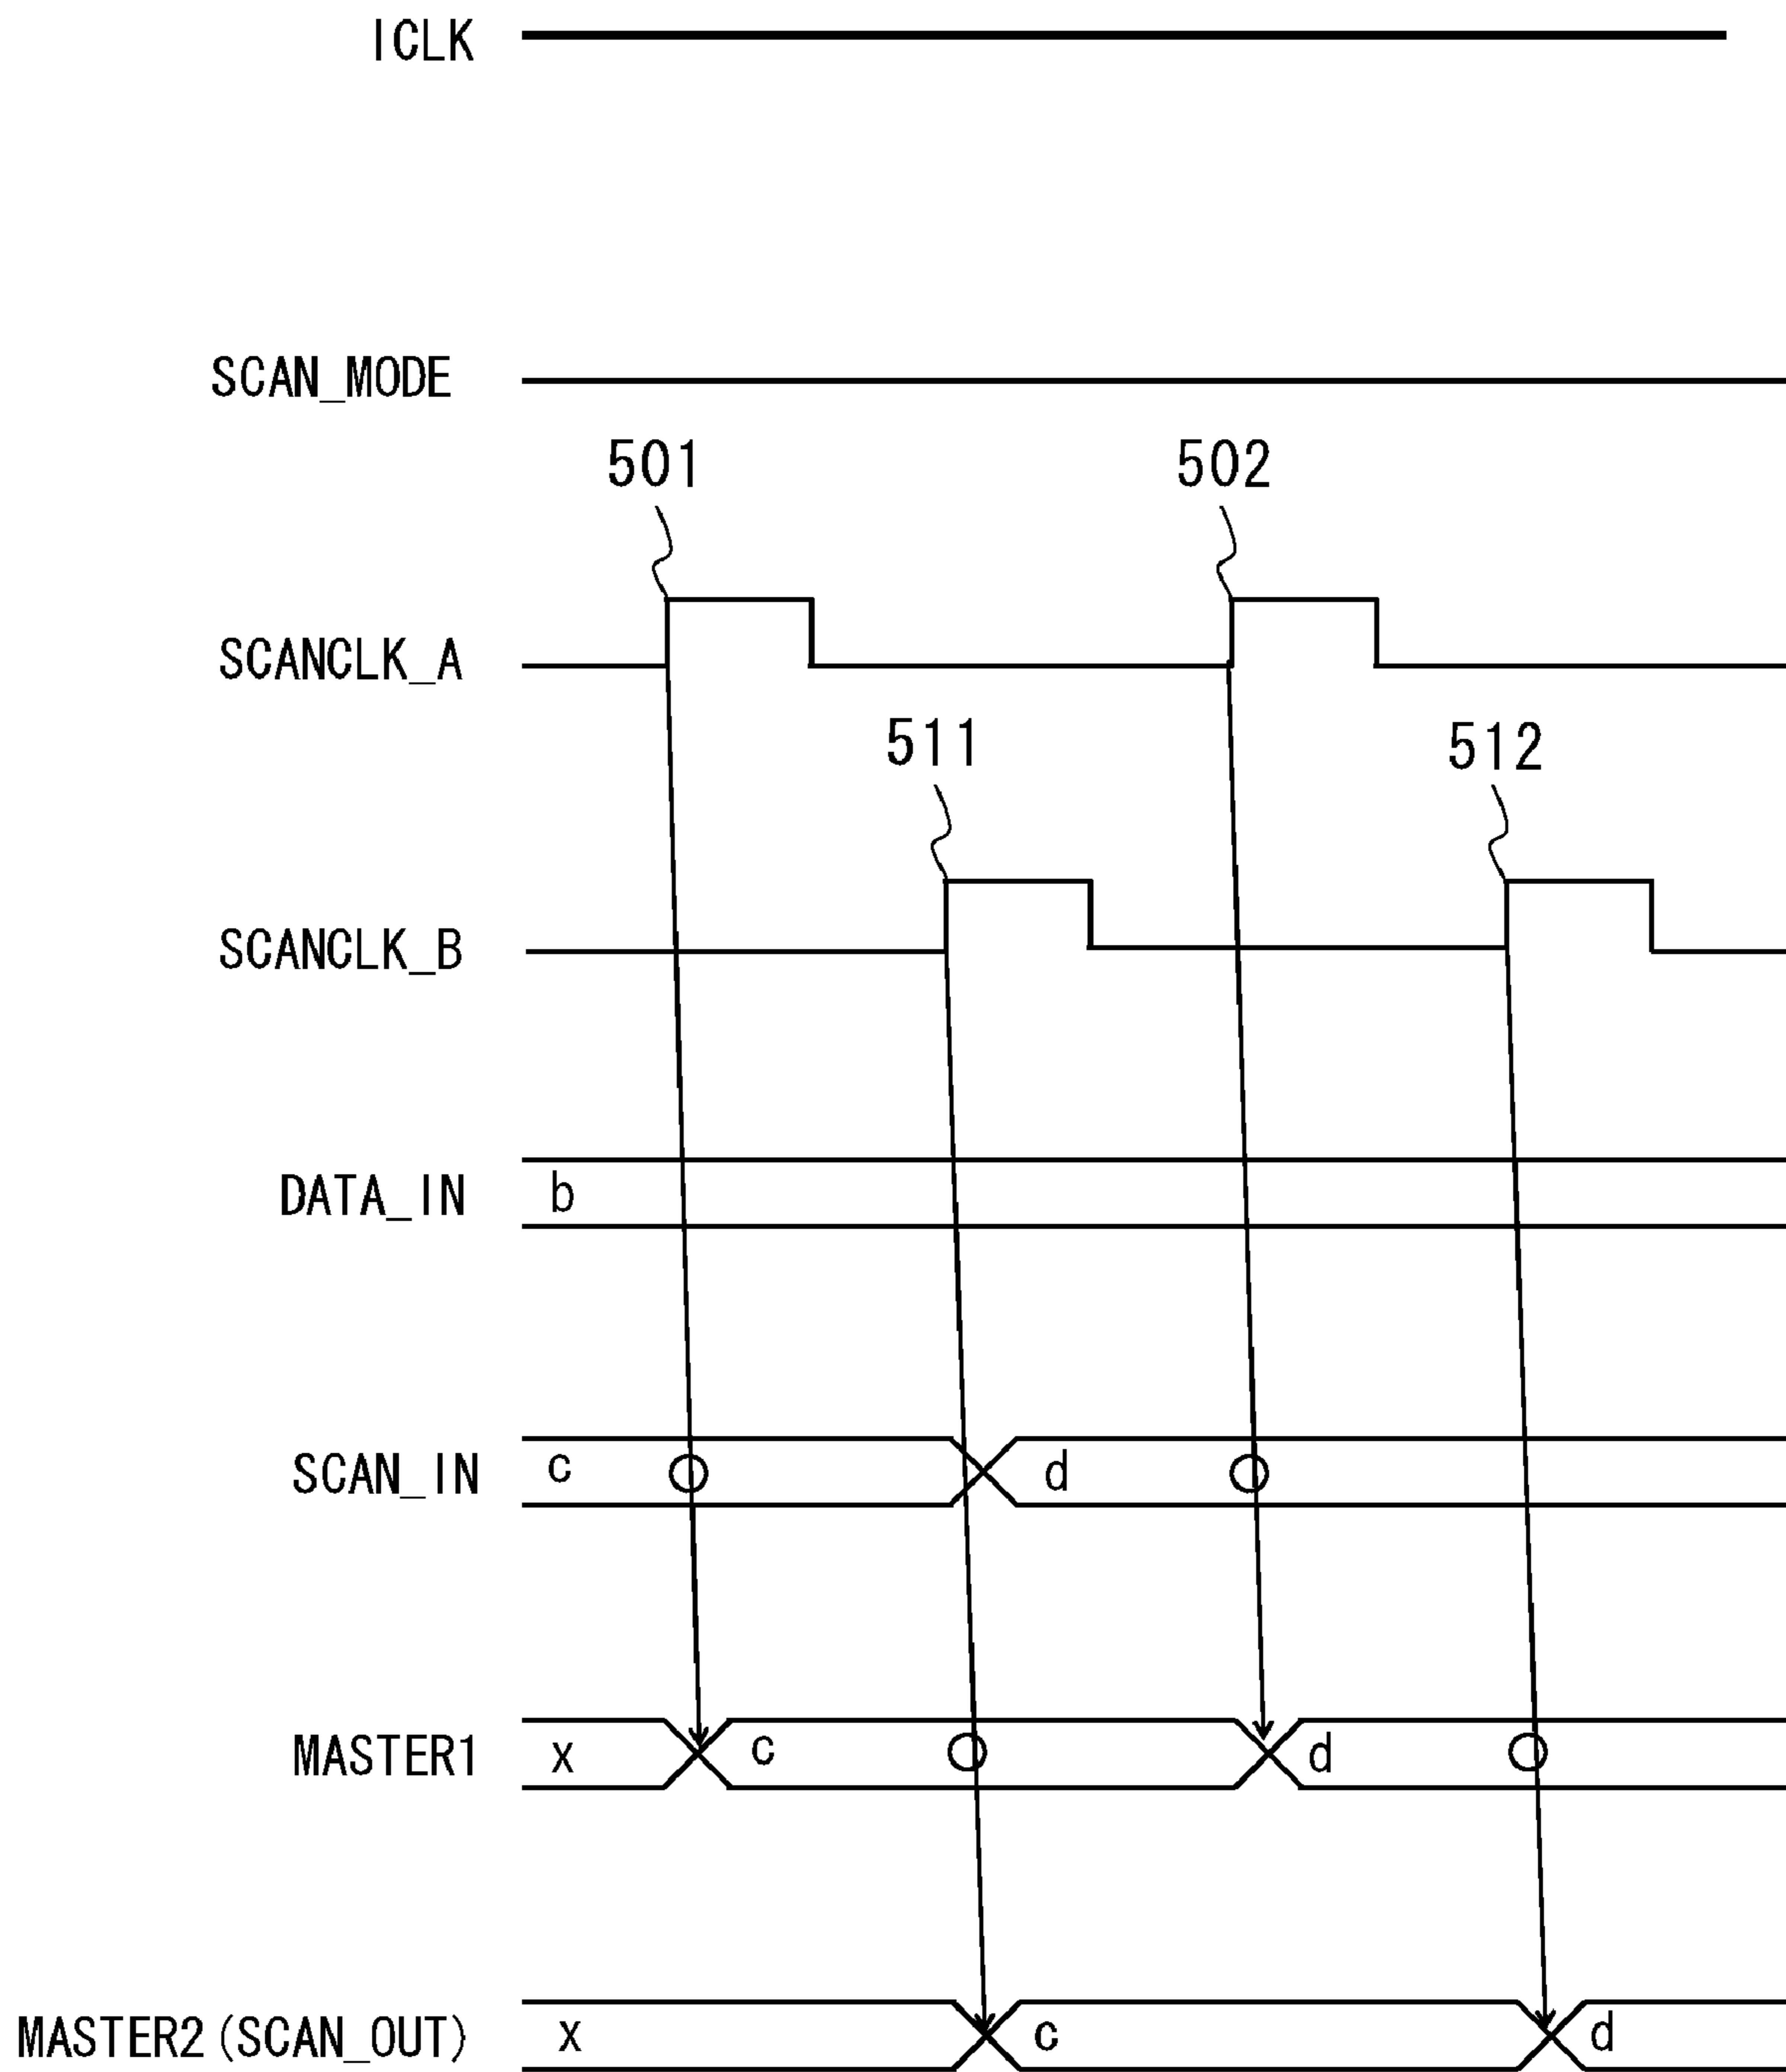 ICLK
SCAN_MODE
501
502
SCANCLK_A
511
512
SCANCLK_B
DATA_IN b
SCAN_IN c d
MASTER1 x c d
MASTER2(SCAN_OUT) x c d